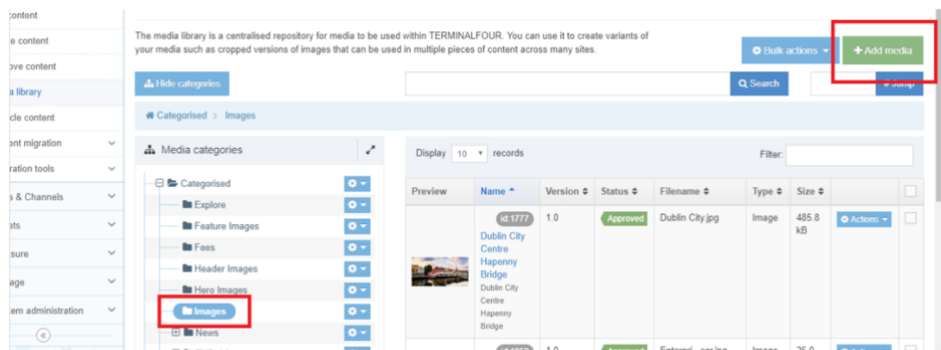 content
e content
ove content
a library
cle content
ent migration
ration tools
s & Channels
ets
sure
age
em administration
The media library is a centralised repository for media to be used within TERMINALFOUR. You can use it to create variants of
your media such as cropped versions of images that can be used in multiple pieces of content across many sites.
Bulk actions
+ Add media
Hide categories
Search
Jump
Categorised > Images
Media categories
Categorised
Explore
Feature Images
Fees
Header Images
Hero Images
Images
News
Display 10 records
Filter:
Preview Name Version Status Filename Type Size
id:1777 1.0 Approved Dublin City.jpg Image 485.8 Actions
kB
Dublin City
Centre
Hapenny
Bridge
Dublin City
Centre
Hapenny
Bridge
1.0 Image